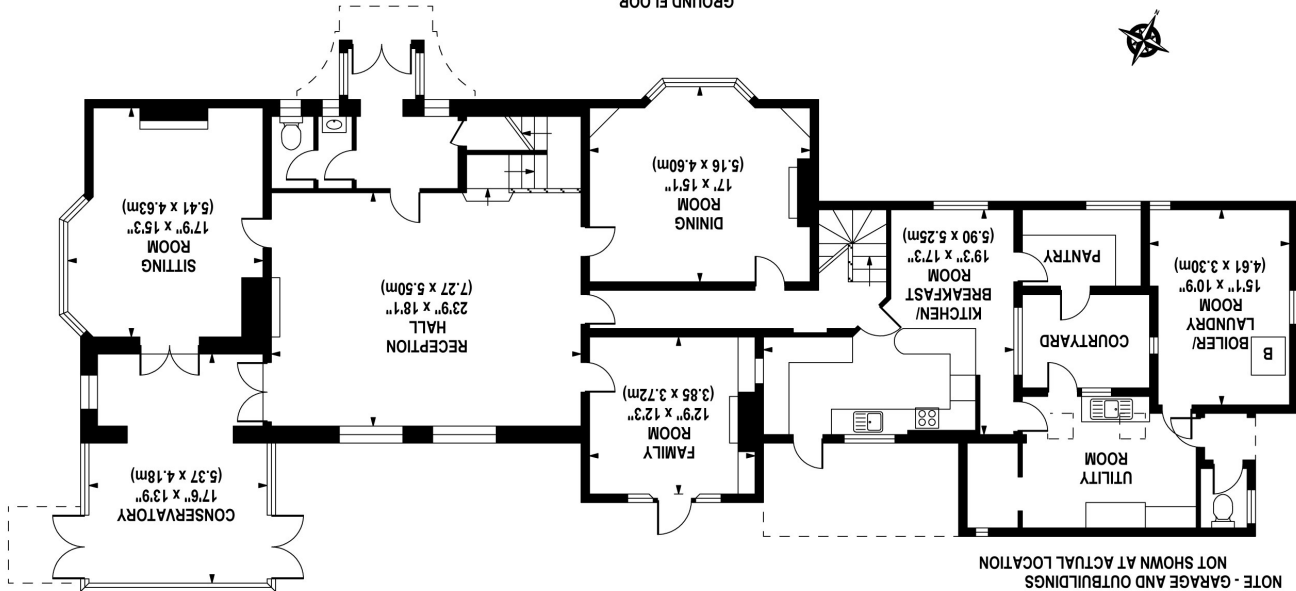 NOTE - GARAGE AND OUTBUILDINGS
NOT SHOWN AT ACTUAL LOCATION
UTILITY
ROOM
CONSERVATORY
17'6" x 13'9"
(5.37 x 4.18m)
FAMILY
ROOM
12'9" x 12'3"
(3.85 x 3.72m)
B
BOILER/
LAUNDRY
ROOM
15'1" x 10'9"
(4.61 x 3.30m)
COURTYARD
PANTRY
KITCHEN/
BREAKFAST
ROOM
19'3" x 17'3"
(5.90 x 5.25m)
RECEPTION
HALL
23'9" x 18'1"
(7.27 x 5.50m)
DINING
ROOM
17' x 15'1"
(5.16 x 4.60m)
SITTING
ROOM
17'9" x 15'3"
(5.41 x 4.63m)
N
GROUND FLOOR